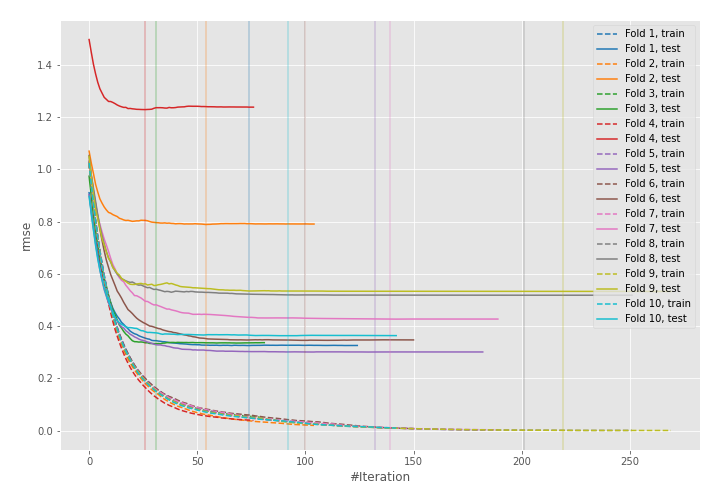 1.4
1.2
1.0
0.8
0.6
0.4
0.2
0.0
rmse
0
50
100
150
200
250
#Iteration
Fold 1, train
Fold 1, test
Fold 2, train
Fold 2, test
Fold 3, train
Fold 3, test
Fold 4, train
Fold 4, test
Fold 5, train
Fold 5, test
Fold 6, train
Fold 6, test
Fold 7, train
Fold 7, test
Fold 8, train
Fold 8, test
Fold 9, train
Fold 9, test
Fold 10, train
Fold 10, test